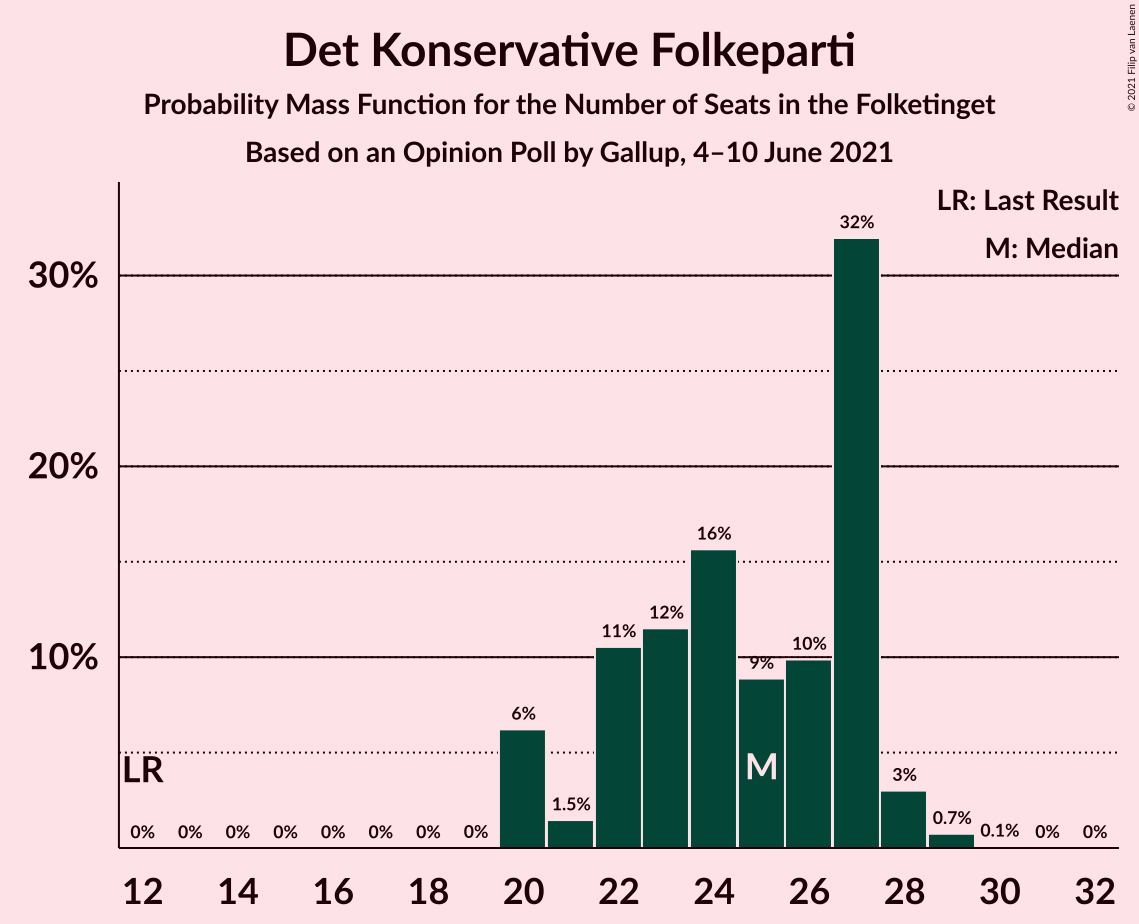 Det Konservative Folkeparti
Probability Mass Function for the Number of Seats in the Folketinget
Based on an Opinion Poll by Gallup, 4–10 June 2021
© 2021 Filip van Laenen
LR: Last Result
M: Median
32%
30%
20%
16%
12%
11%
10%
9%
10%
6%
LR
M
3%
1.5%
0.7%
0% 0% 0% 0% 0% 0% 0% 0% 0.1% 0% 0%
12 14 16 18 20 22 24 26 28 30 32